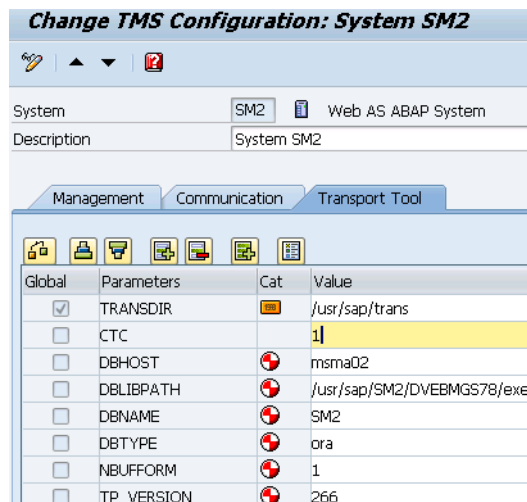 Change TMS Configuration: System SM2
System SM2 Web AS ABAP System
Description System SM2
Management Communication Transport Tool
Global Parameters Cat Value
TRANSDIR /usr/sap/trans
CTC 1
DBHOST msma02
DBLIBPATH /usr/sap/SM2/DVEBMGS78/exe
DBNAME SM2
DBTYPE ora
NBUFFORM 1
TP_VERSION 266